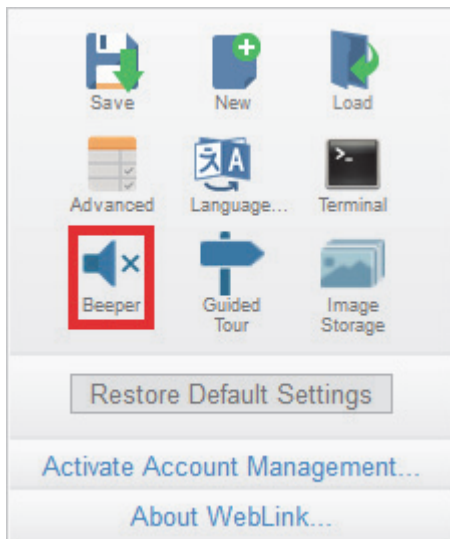 Save New Load
Advanced Language... Terminal
Beeper Guided Image
Tour Storage
Restore Default Settings
Activate Account Management...
About WebLink...